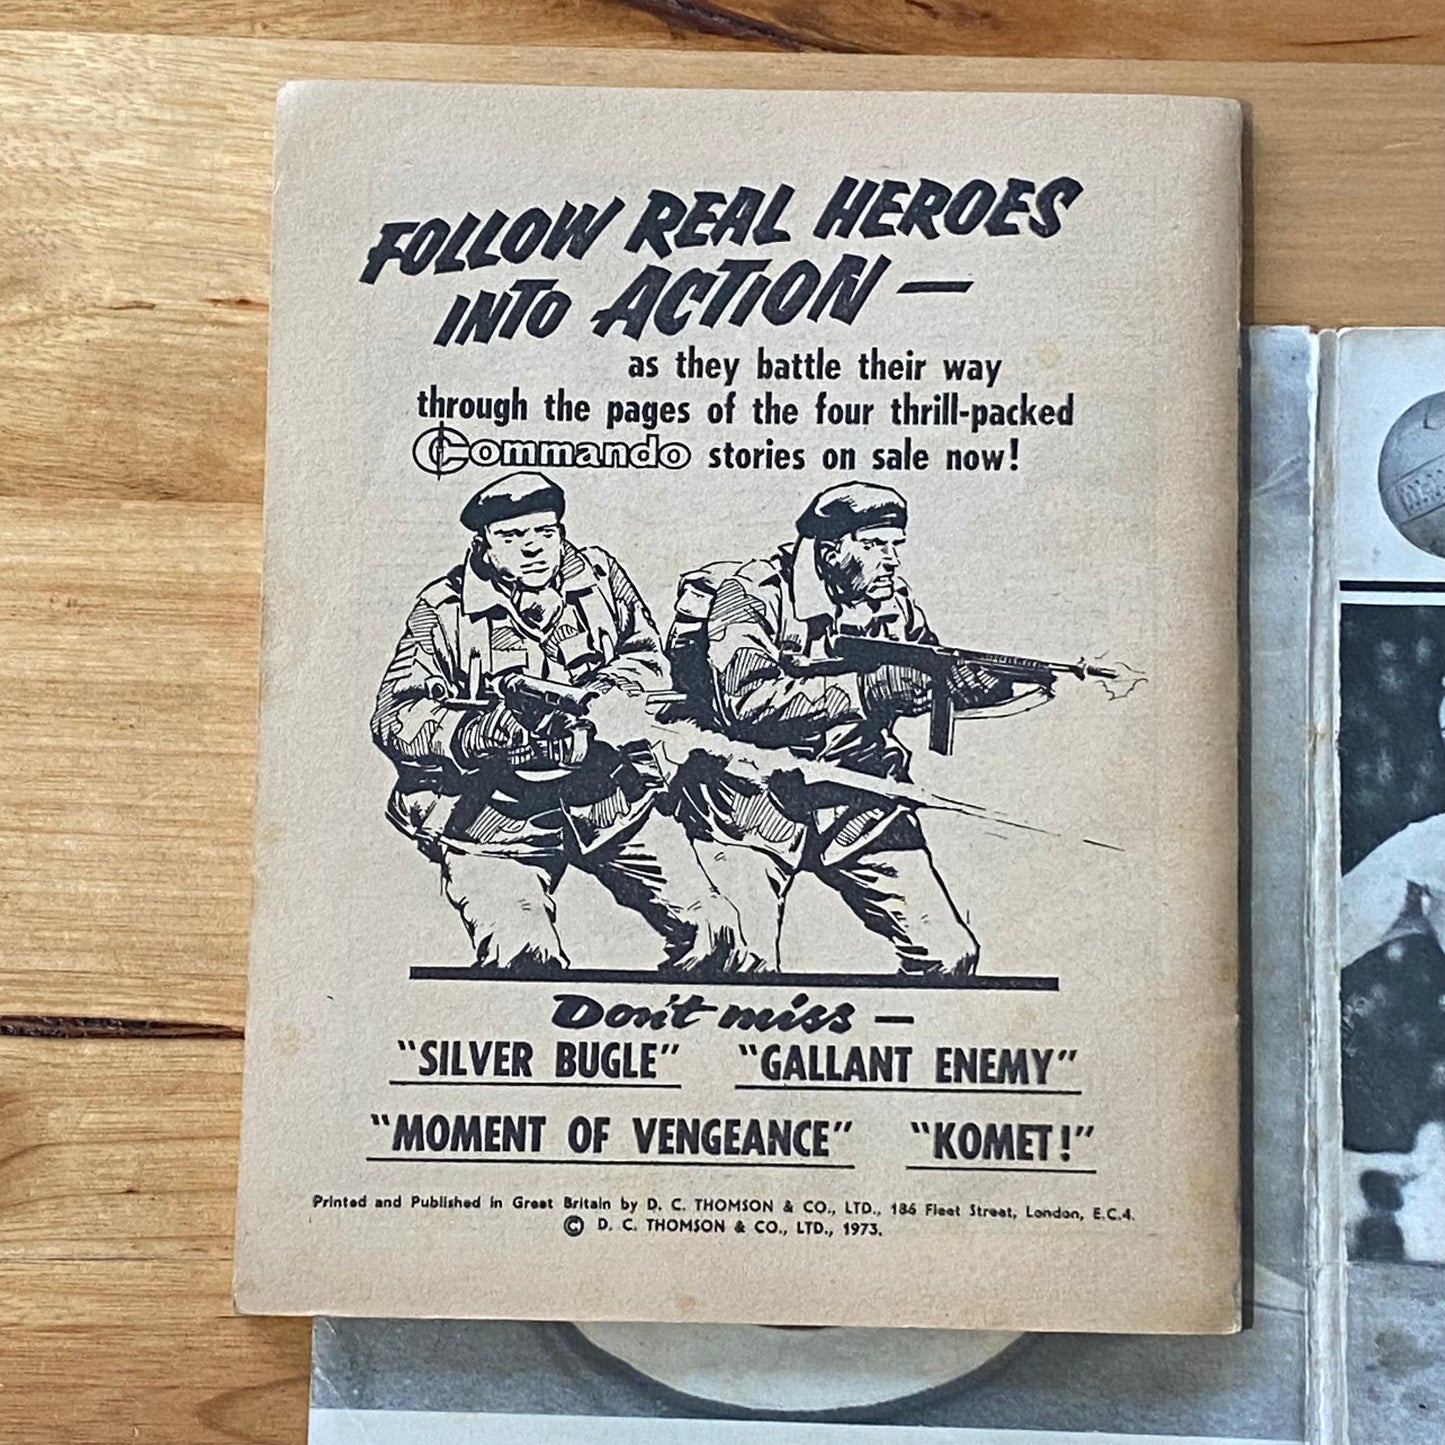 FOLLOW REAL HEROES
INTO ACTION —
as they battle their way
through the pages of the four thrill-packed
Commando stories on sale now!
Don't miss —
"SILVER BUGLE" "GALLANT ENEMY"
"MOMENT OF VENGEANCE" "KOMET!"
Printed and Published in Great Britain by D. C. THOMSON & CO., LTD., 186 Fleet Street, London, E.C.4.
© D. C. THOMSON & CO., LTD., 1973.